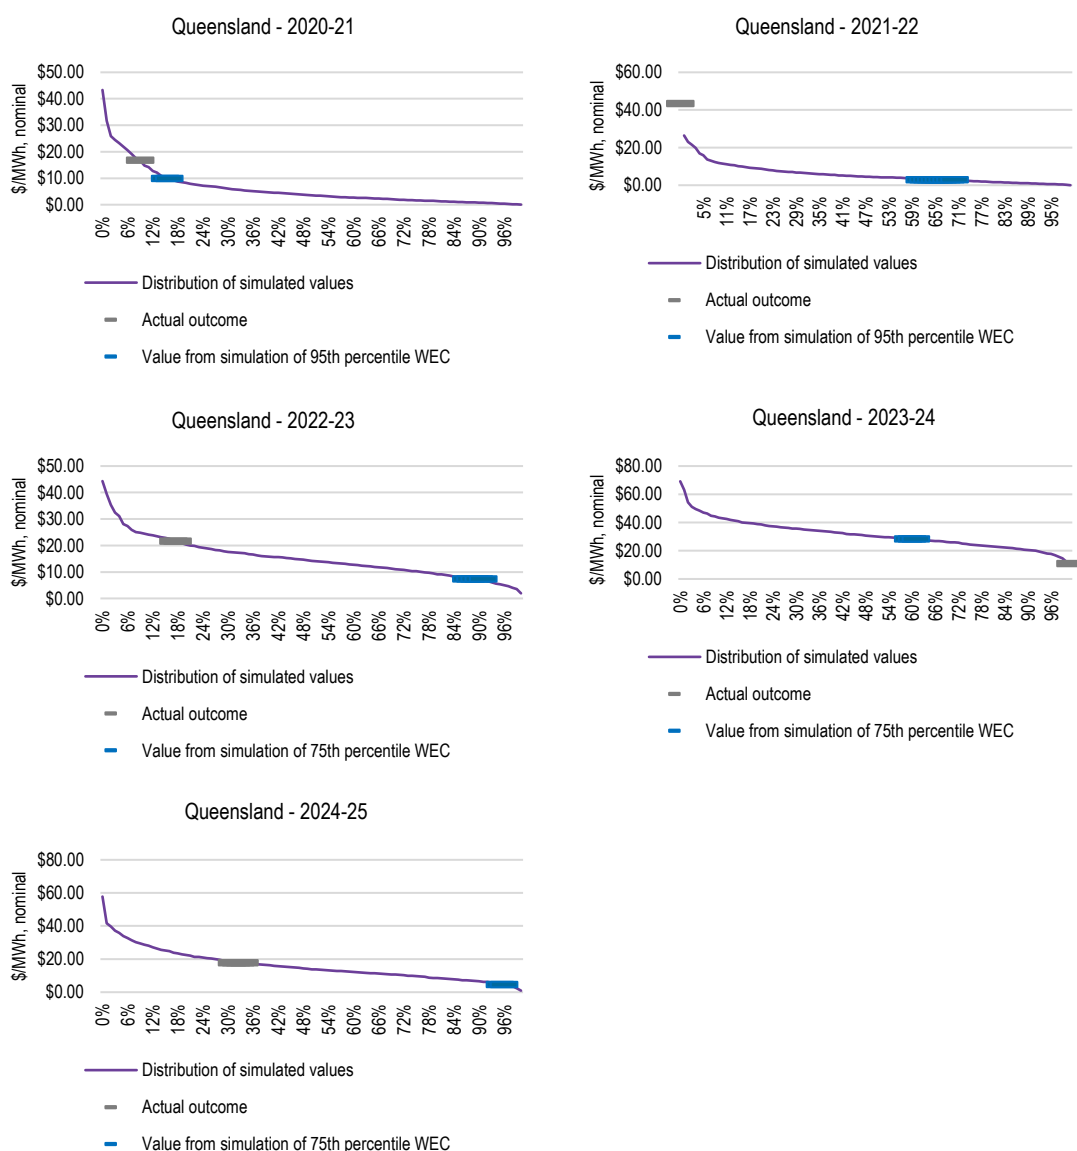 Queensland - 2020-21
$/MWh, nominal
$50.00
$40.00
$30.00
$20.00
$10.00
$0.00
0% 6% 12% 18% 24% 30% 36% 42% 48% 54% 60% 66% 72% 78% 84% 90% 96%
Distribution of simulated values
Actual outcome
Value from simulation of 95th percentile WEC
Queensland - 2021-22
$/MWh, nominal
$60.00
$40.00
$20.00
$0.00
5% 11% 17% 23% 29% 35% 41% 47% 53% 59% 65% 71% 77% 83% 89% 95%
Distribution of simulated values
Actual outcome
Value from simulation of 95th percentile WEC
Queensland - 2022-23
$/MWh, nominal
$50.00
$40.00
$30.00
$20.00
$10.00
$0.00
0% 6% 12% 18% 24% 30% 36% 42% 48% 54% 60% 66% 72% 78% 84% 90% 96%
Distribution of simulated values
Actual outcome
Value from simulation of 75th percentile WEC
Queensland - 2023-24
$/MWh, nominal
$80.00
$60.00
$40.00
$20.00
$0.00
0% 6% 12% 18% 24% 30% 36% 42% 48% 54% 60% 66% 72% 78% 84% 90% 96%
Distribution of simulated values
Actual outcome
Value from simulation of 75th percentile WEC
Queensland - 2024-25
$/MWh, nominal
$80.00
$60.00
$40.00
$20.00
$0.00
0% 6% 12% 18% 24% 30% 36% 42% 48% 54% 60% 66% 72% 78% 84% 90% 96%
Distribution of simulated values
Actual outcome
Value from simulation of 75th percentile WEC